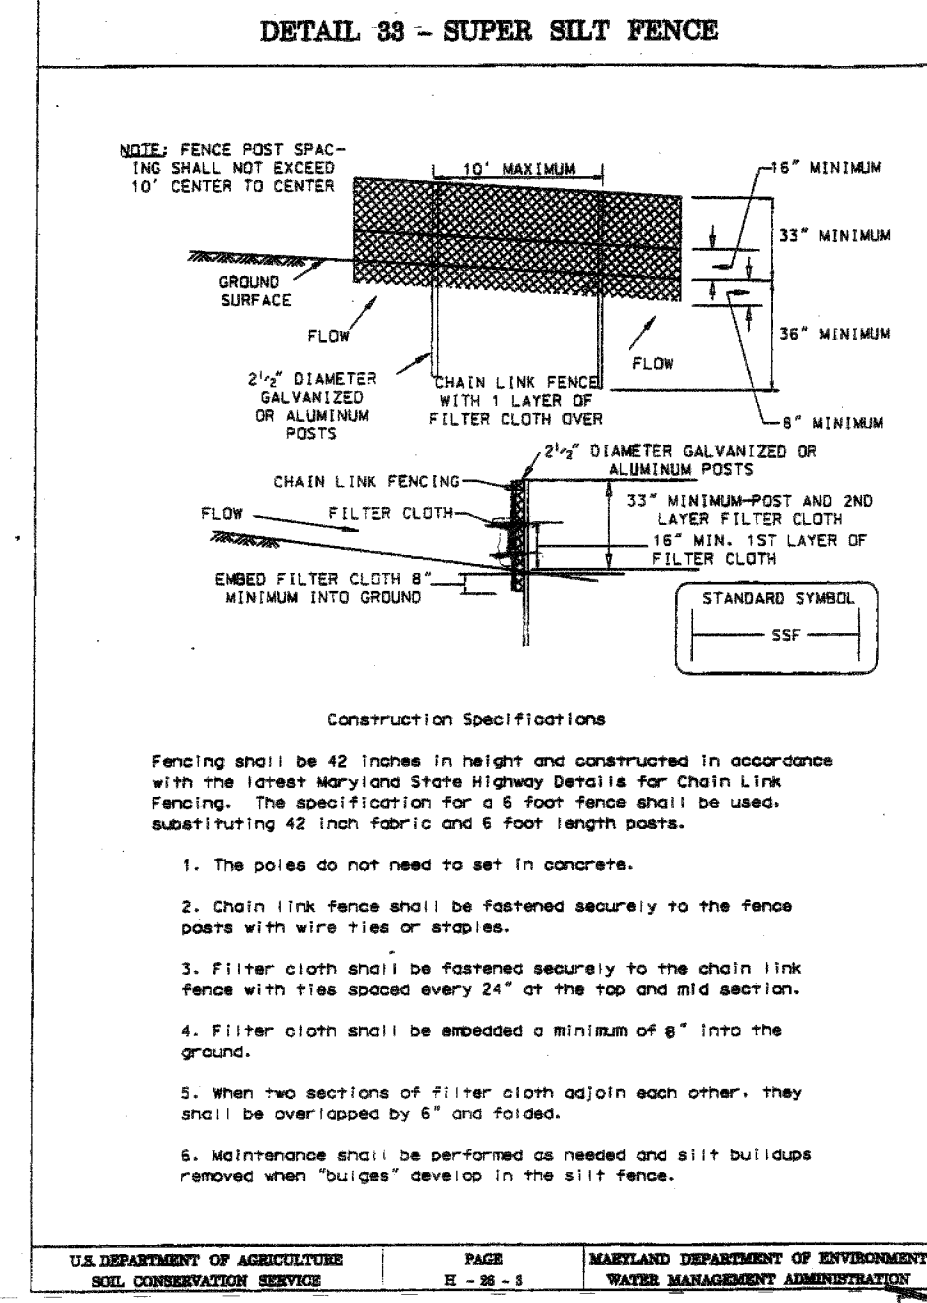 DETAIL 33 - SUPER SILT FENCE
NOTE: FENCE POST SPAC-
ING SHALL NOT EXCEED
10' CENTER TO CENTER
10' MAXIMUM
16" MINIMUM
33" MINIMUM
GROUND
SURFACE
FLOW
FLOW
36" MINIMUM
2 1/2" DIAMETER
GALVANIZED
OR ALUMINUM
POSTS
CHAIN LINK FENCE
WITH 1 LAYER OF
FILTER CLOTH OVER
8" MINIMUM
2 1/2" DIAMETER GALVANIZED OR
ALUMINUM POSTS
CHAIN LINK FENCING
FLOW
FILTER CLOTH
33" MINIMUM POST AND 2ND
LAYER FILTER CLOTH
16" MIN. 1ST LAYER OF
FILTER CLOTH
EMBED FILTER CLOTH 8"
MINIMUM INTO GROUND
STANDARD SYMBOL
SSF
Construction Specifications
Fencing shall be 42 inches in height and constructed in accordance
with the latest Maryland State Highway Details for Chain Link
Fencing. The specification for a 6 foot fence shall be used,
substituting 42 inch fabric and 6 foot length posts.
1. The poles do not need to set in concrete.
2. Chain link fence shall be fastened securely to the fence
posts with wire ties or staples.
3. Filter cloth shall be fastened securely to the chain link
fence with ties spaced every 24" at the top and mid section.
4. Filter cloth shall be embedded a minimum of 8" into the
ground.
5. When two sections of filter cloth adjoin each other, they
shall be overlapped by 6" and folded.
6. Maintenance shall be performed as needed and silt buildups
removed when "bulges" develop in the silt fence.
U.S. DEPARTMENT OF AGRICULTURE
SOIL CONSERVATION SERVICE
PAGE
H - 26 - 3
MARYLAND DEPARTMENT OF ENVIRONMENT
WATER MANAGEMENT ADMINISTRATION